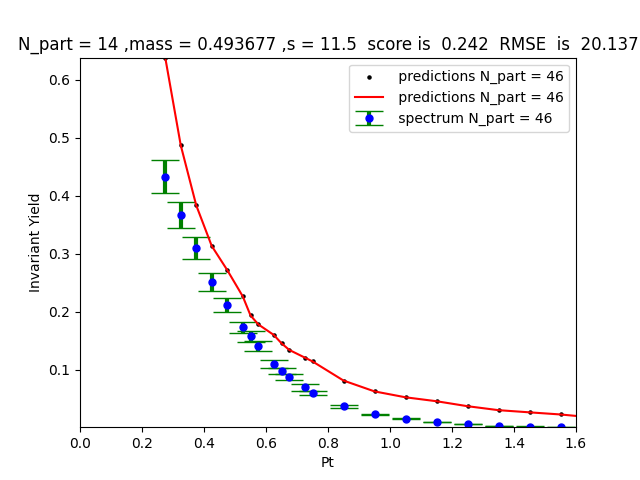 N_part = 14 ,mass = 0.493677 ,s = 11.5  score is  0.242  RMSE  is  20.137
predictions N_part = 46
predictions N_part = 46
spectrum N_part = 46
Invariant Yield
0.6
0.5
0.4
0.3
0.2
0.1
0.0 0.2 0.4 0.6 0.8 1.0 1.2 1.4 1.6
Pt